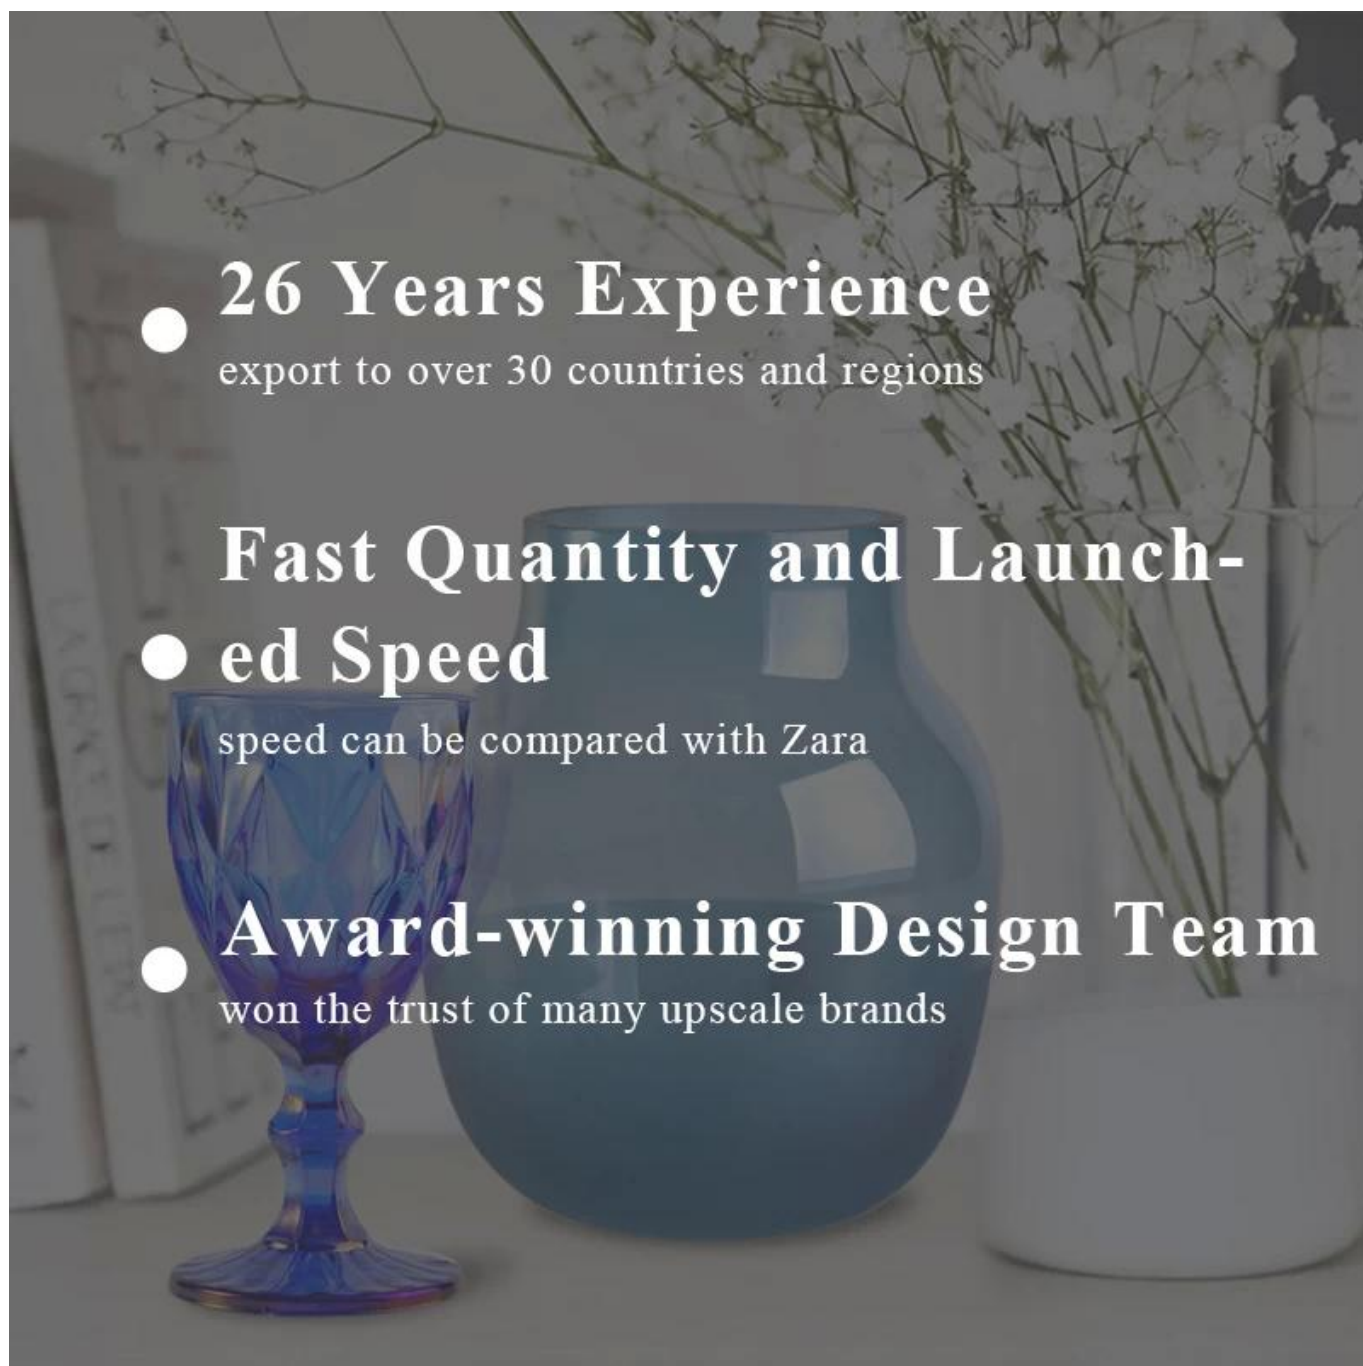 26 Years Experience
export to over 30 countries and regions
Fast Quantity and Launch-
ed Speed
speed can be compared with Zara
Award-winning Design Team
won the trust of many upscale brands